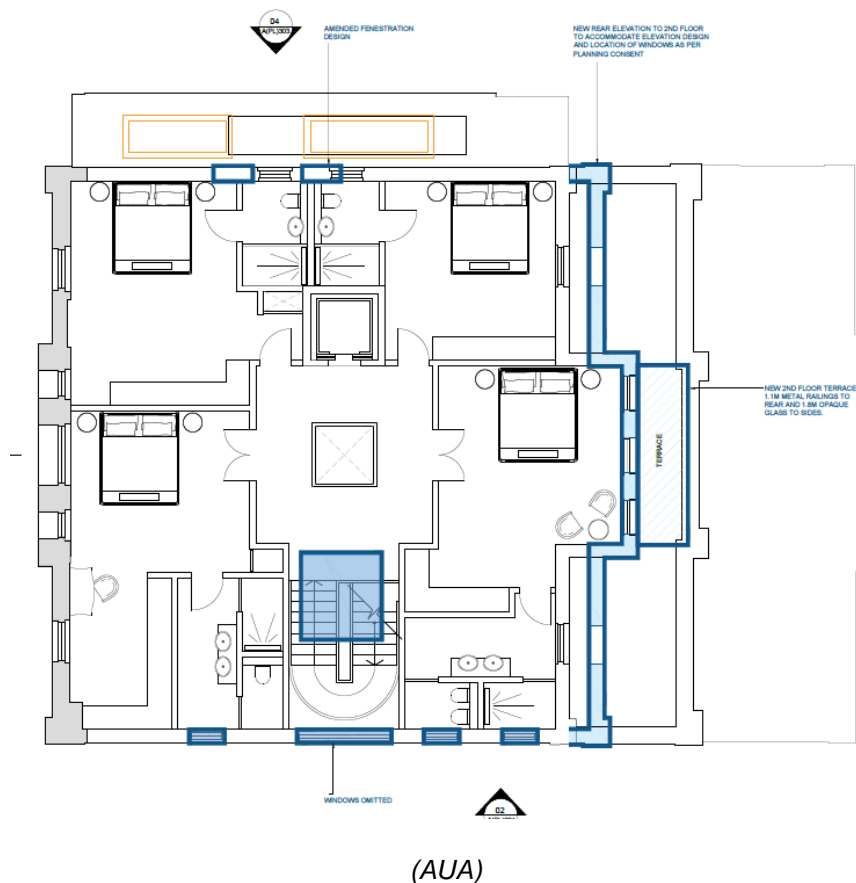 04
A(PL)303
AMENDED FENESTRATION
DESIGN
NEW REAR ELEVATION TO 2ND FLOOR
TO ACCOMMODATE ELEVATION DESIGN
AND LOCATION OF WINDOWS AS PER
PLANNING CONSENT
NEW 2ND FLOOR TERRACE
1.1M METAL RAILINGS TO
REAR AND 1.8M OPAQUE
GLASS TO SIDES.
TERRACE
WINDOWS OMITTED
02
(AUA)